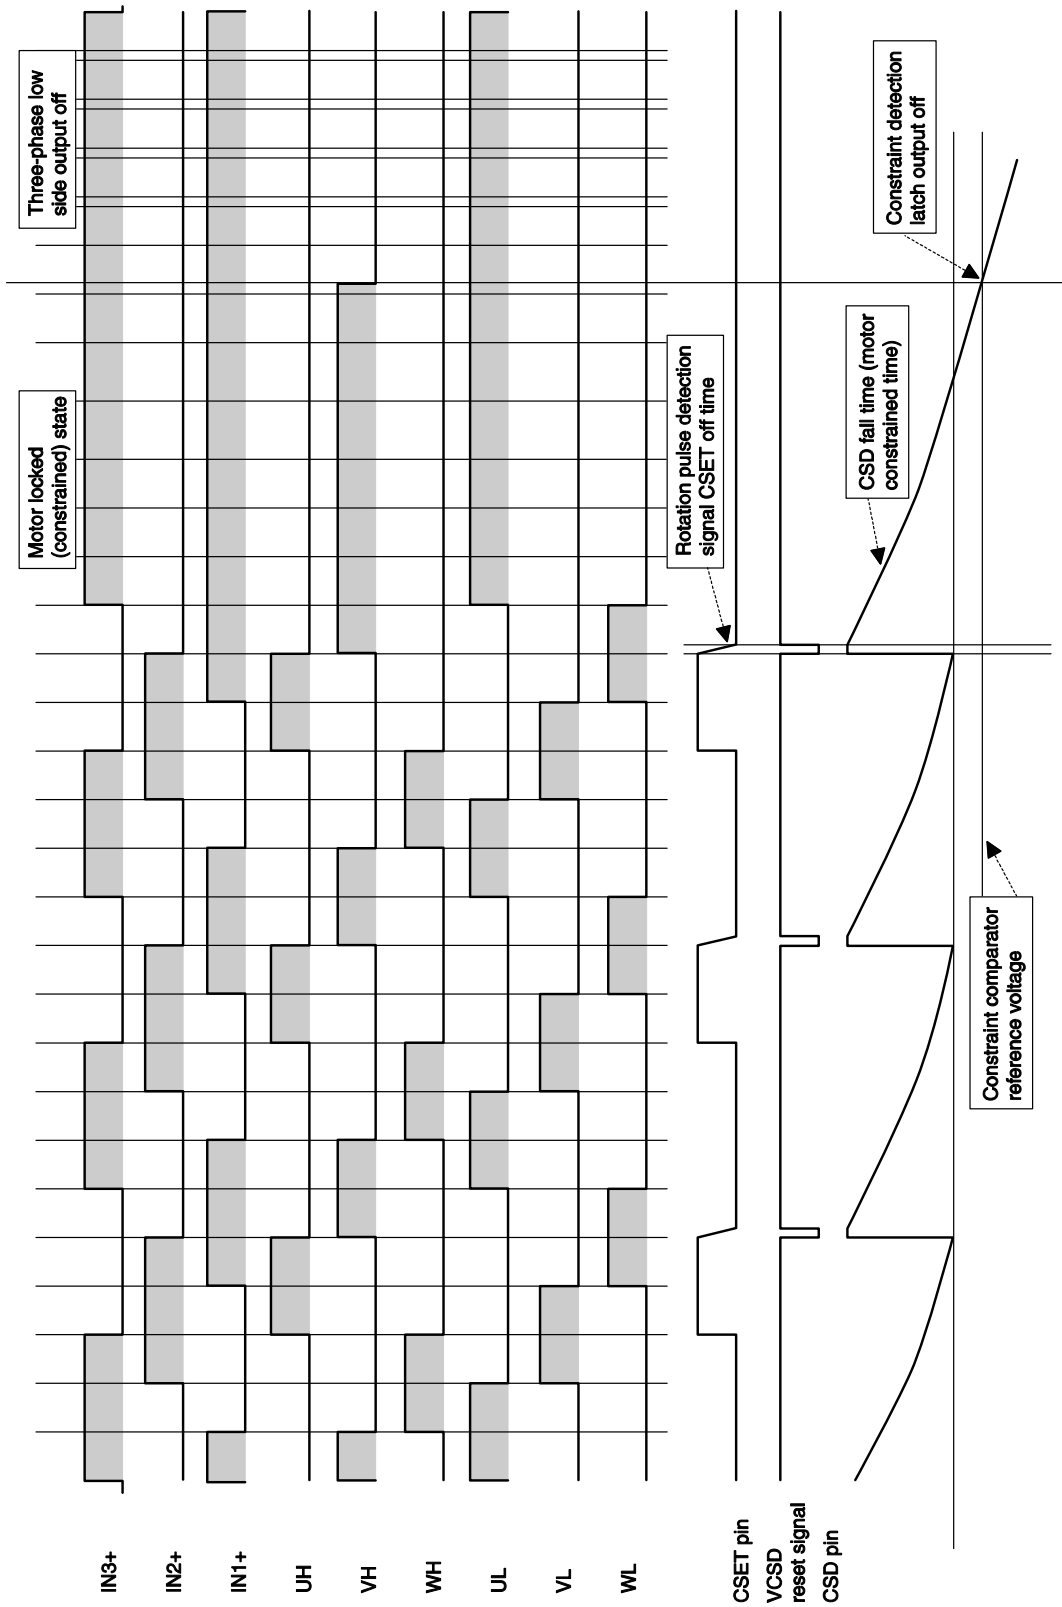 IN3+
IN2+
IN1+
UH
VH
WH
UL
VL
WL
CSET pin
VCSD
reset signal
CSD pin
Motor locked
(constrained) state
Three-phase low
side output off
Rotation pulse detection
signal CSET off time
CSD fall time (motor
constrained time)
Constraint detection
latch output off
Constraint comparator
reference voltage